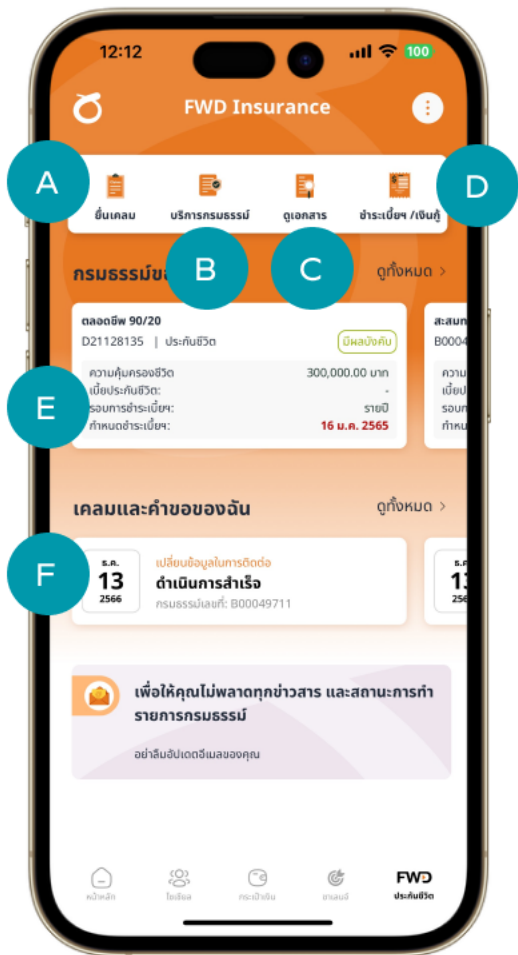 12:12
100
FWD Insurance
A
D
ยื่นเคลม
บริการกรมธรรม์
ดูเอกสาร
ชำระเบี้ยฯ /เงินกู้
B
C
ดูทั้งหมด >
ตลอดชีพ 90/20
D21128135 | ประกันชีวิต
มีผลบังคับ
B0004
E
ความคุ้มครองชีวิต
300,000.00 บาท
เบี้ยประกันชีวิต:
-
รอบการชำระเบี้ยฯ:
รายปี
กำหนดชำระเบี้ยฯ:
16 ม.ค. 2565
เคลมและคำขอของฉัน
ดูทั้งหมด >
F
ธ.ค.
13
2566
เปลี่ยนข้อมูลในการติดต่อ
ดำเนินการสำเร็จ
กรมธรรม์เลขที่: B00049711
เพื่อให้คุณไม่พลาดทุกข่าวสาร และสถานะการทำ
รายการกรมธรรม์
อย่าลืมอัปเดตอีเมลของคุณ
หน้าหลัก
โซเชียล
กระเป๋าเงิน
ชาเลนจ์
FWD
ประกันชีวิต